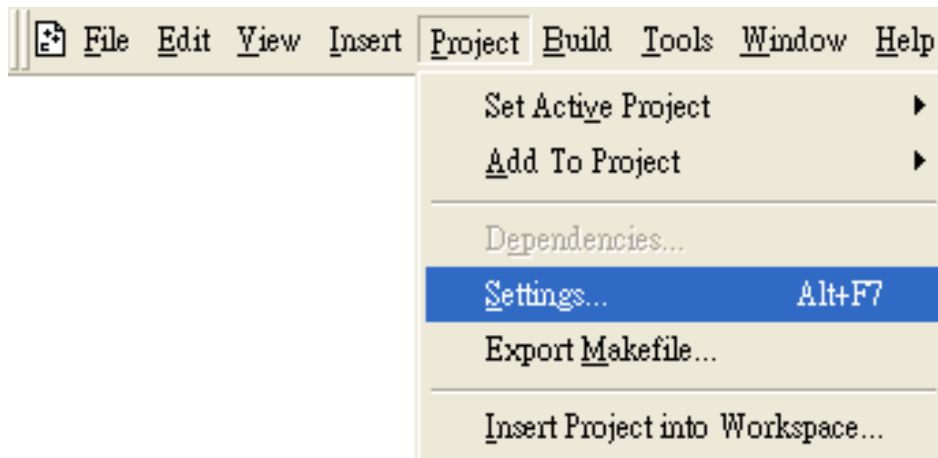 File Edit View Insert Project Build Tools Window Help
Set Active Project
Add To Project
Dependencies...
Settings... Alt+F7
Export Makefile...
Insert Project into Workspace...